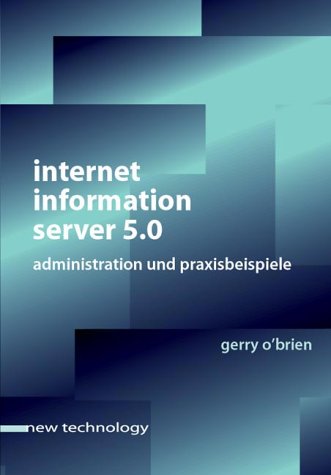 internet
information
server 5.0
administration und praxisbeispiele
gerry o'brien
new technology